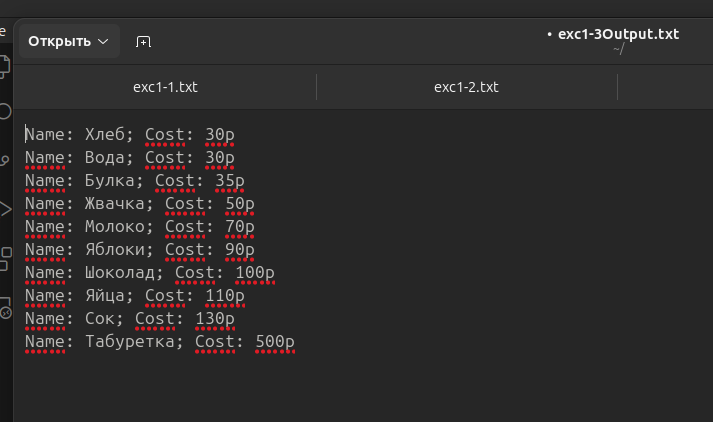 e
Открыть
• exc1-3Output.txt
~/
exc1-1.txt
exc1-2.txt
Name: Хлеб; Cost: 30р
Name: Вода; Cost: 30р
Name: Булка; Cost: 35р
Name: Жвачка; Cost: 50р
Name: Молоко; Cost: 70р
Name: Яблоки; Cost: 90р
Name: Шоколад; Cost: 100р
Name: Яйца; Cost: 110р
Name: Сок; Cost: 130р
Name: Табуретка; Cost: 500р